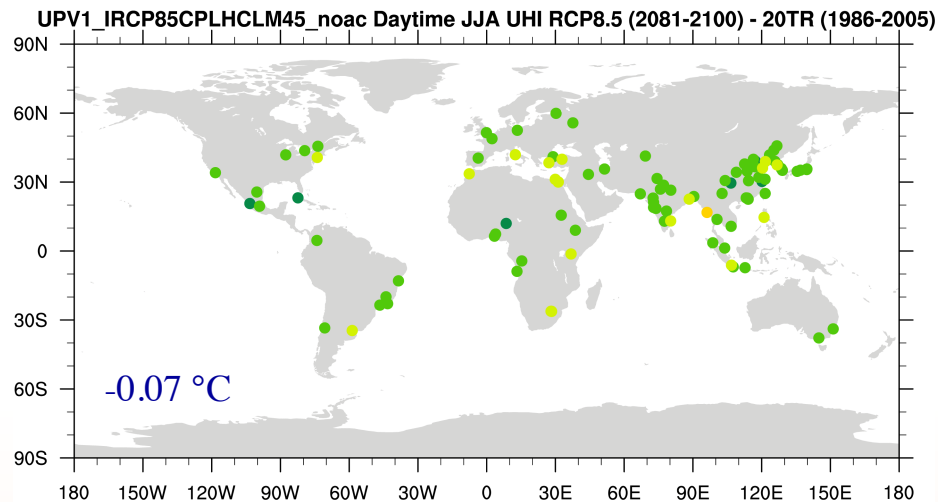 UPV1_IRCP85CPLHCLM45_noac Daytime JJA UHI RCP8.5 (2081-2100) - 20TR (1986-2005)
90N
60N
30N
0
30S
60S
90S
-0.07 °C
180 150W 120W 90W 60W 30W 0 30E 60E 90E 120E 150E 180